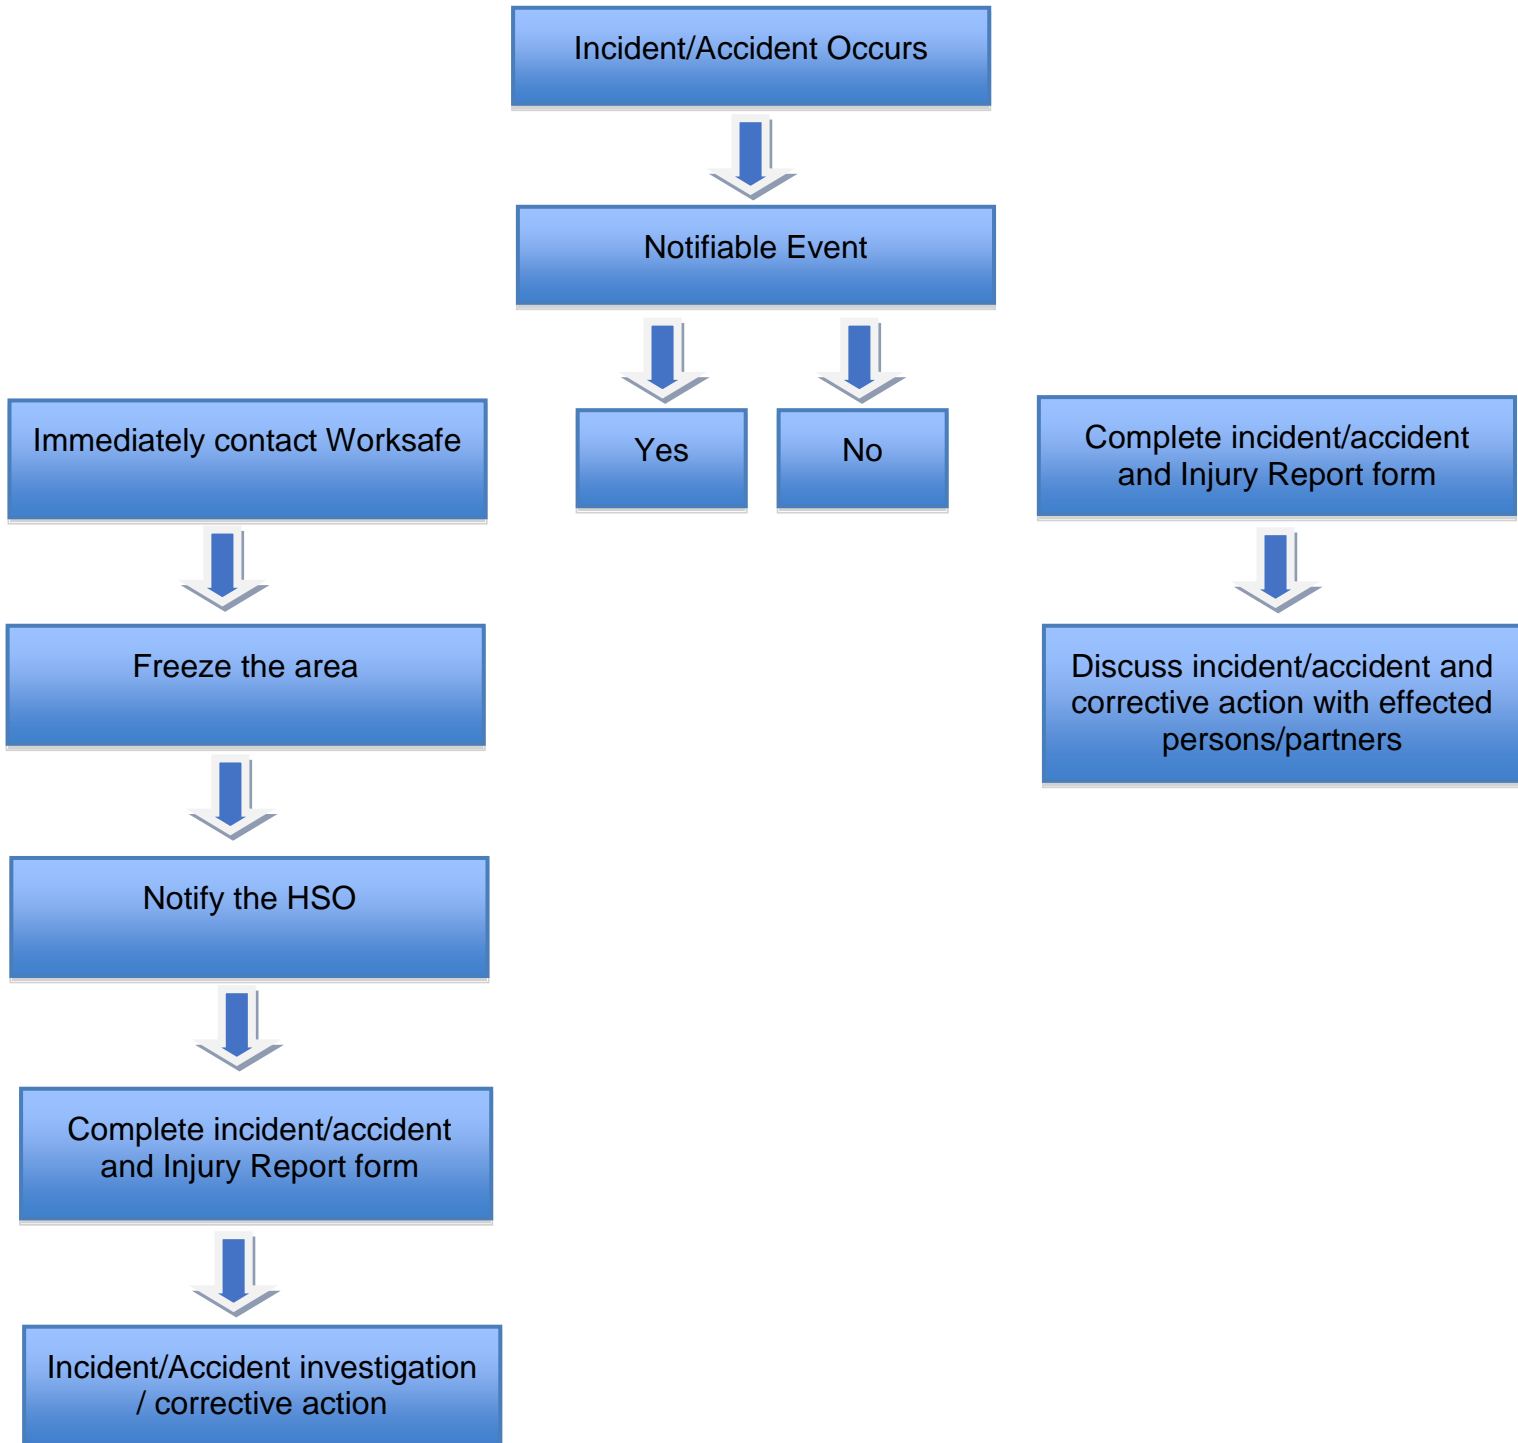 Incident/Accident Occurs
Notifiable Event
Yes
No
Immediately contact Worksafe
Freeze the area
Notify the HSO
Complete incident/accident
and Injury Report form
Incident/Accident investigation
/ corrective action
Complete incident/accident
and Injury Report form
Discuss incident/accident and
corrective action with effected
persons/partners